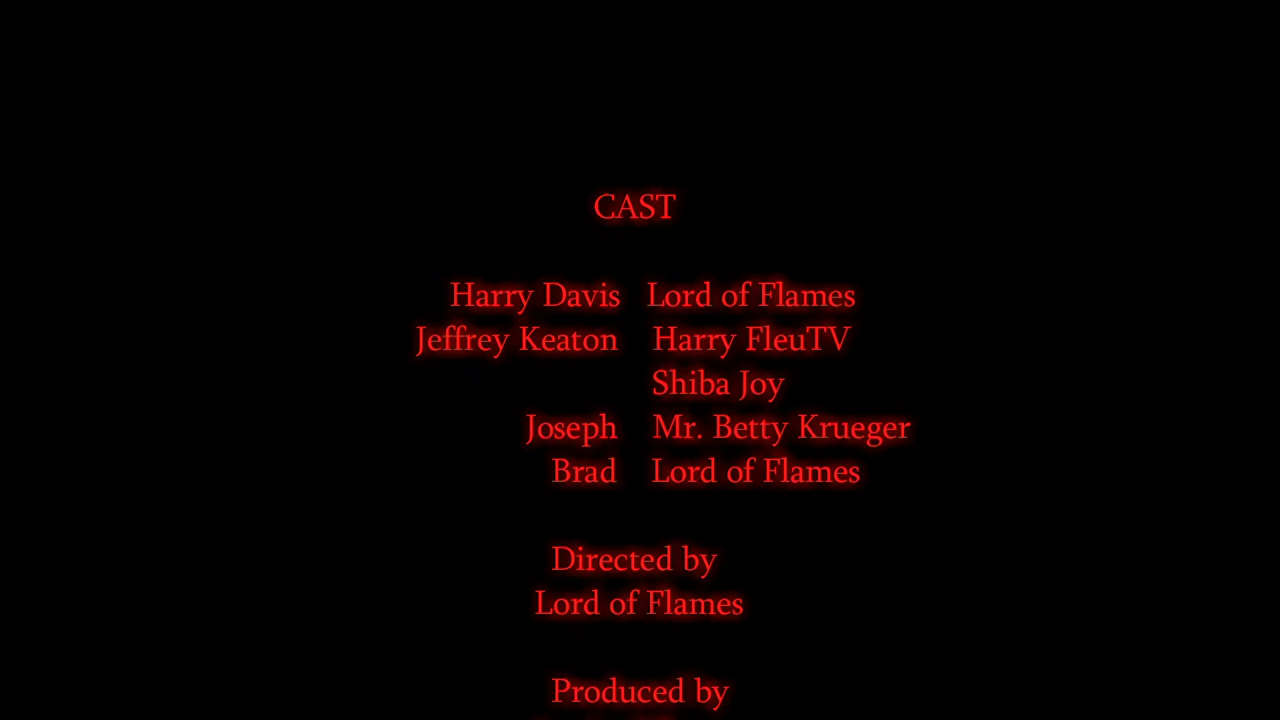 CAST
Harry Davis Lord of Flames
Jeffrey Keaton Harry FleuTV
Shiba Joy
Joseph Mr. Betty Krueger
Brad Lord of Flames
Directed by
Lord of Flames
Produced by